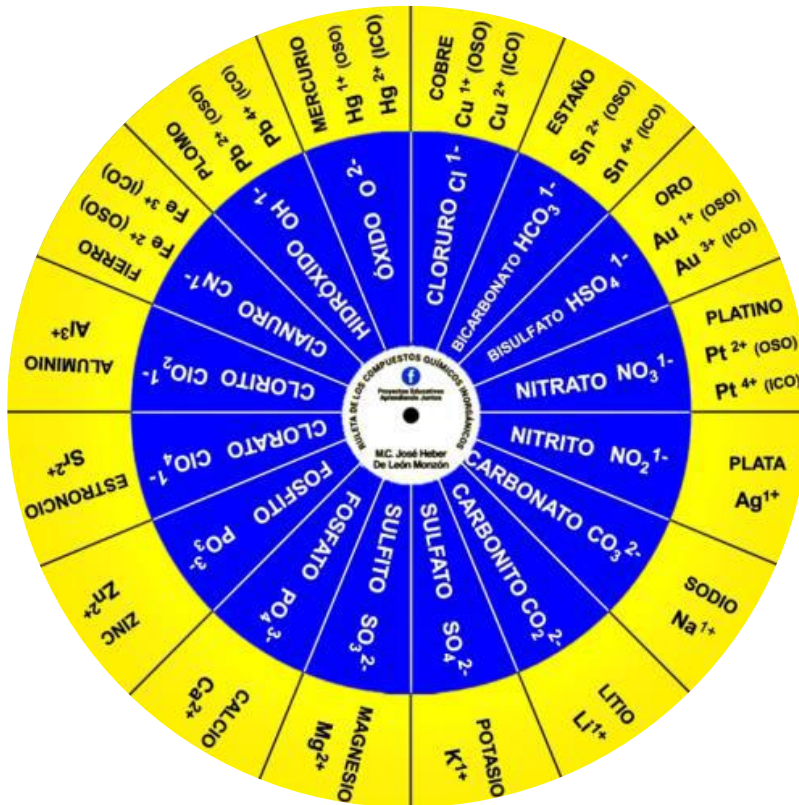 COBRE
Cu 1+ (OSO)
Cu 2+ (ICO)
ESTAÑO
Sn 2+ (OSO)
Sn 4+ (ICO)
ORO
Au 1+ (OSO)
Au 3+ (ICO)
PLATINO
Pt 2+ (OSO)
Pt 4+ (ICO)
PLATA
Ag1+
SODIO
Na1+
LITIO
Li1+
POTASIO
K1+
MAGNESIO
Mg2+
CALCIO
Ca2+
ZINC
Zn2+
ESTRONCIO
Sr2+
ALUMINIO
Al3+
FIERRO
Fe 2+ (OSO)
Fe 3+ (ICO)
PLOMO
Pb 2+ (OSO)
Pb 4+ (ICO)
MERCURIO
Hg 1+ (OSO)
Hg 2+ (ICO)
CLORURO Cl 1-
BICARBONATO HCO3 1-
BISULFATO HSO4 1-
NITRATO NO3 1-
NITRITO NO2 1-
CARBONATO CO3 2-
CARBONITO CO2 2-
SULFATO SO4 2-
SULFITO SO3 2-
FOSFATO PO4 3-
FOSFITO PO3 3-
CLORATO ClO4 1-
CLORITO ClO2 1-
CIANURO CN1-
HIDRÓXIDO OH 1-
ÓXIDO O 2-
RULETA DE LOS COMPUESTOS QUÍMICOS INORGÁNICOS
Proyectos Educativos
Aprendiendo Juntos
M.C. José Heber
De León Monzón